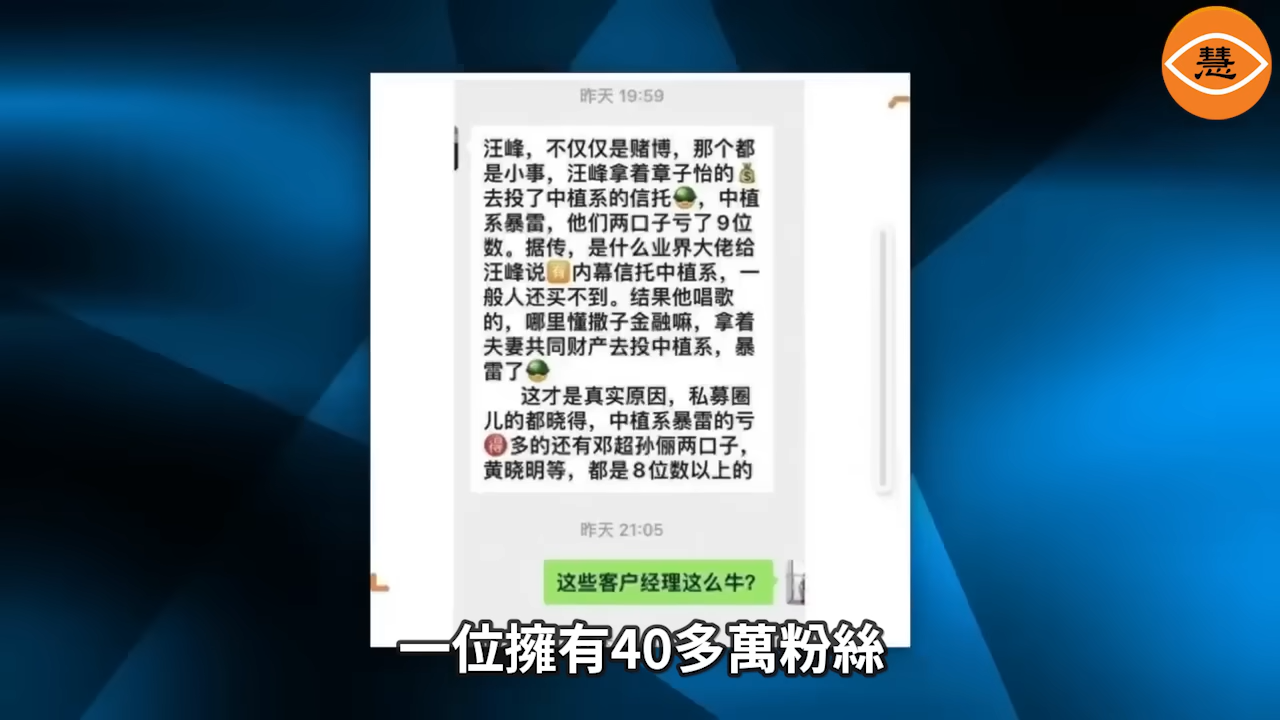 慧
昨天 19:59
汪峰，不仅仅是赌博，那个都
是小事，汪峰拿着章子怡的
去投了中植系的信托，中植
系暴雷，他们两口子亏了9位
数。据传，是什么业界大佬给
汪峰说🈶内幕信托中植系，一
般人还买不到。结果他唱歌
的，哪里懂撒子金融嘛，拿着
夫妻共同财产去投中植系，暴
雷了
这才是真实原因，私募圈
儿的都晓得，中植系暴雷的亏
🉐多的还有邓超孙俪两口子，
黄晓明等，都是8位数以上的
昨天 21:05
这些客户经理这么牛？
一位擁有40多萬粉絲